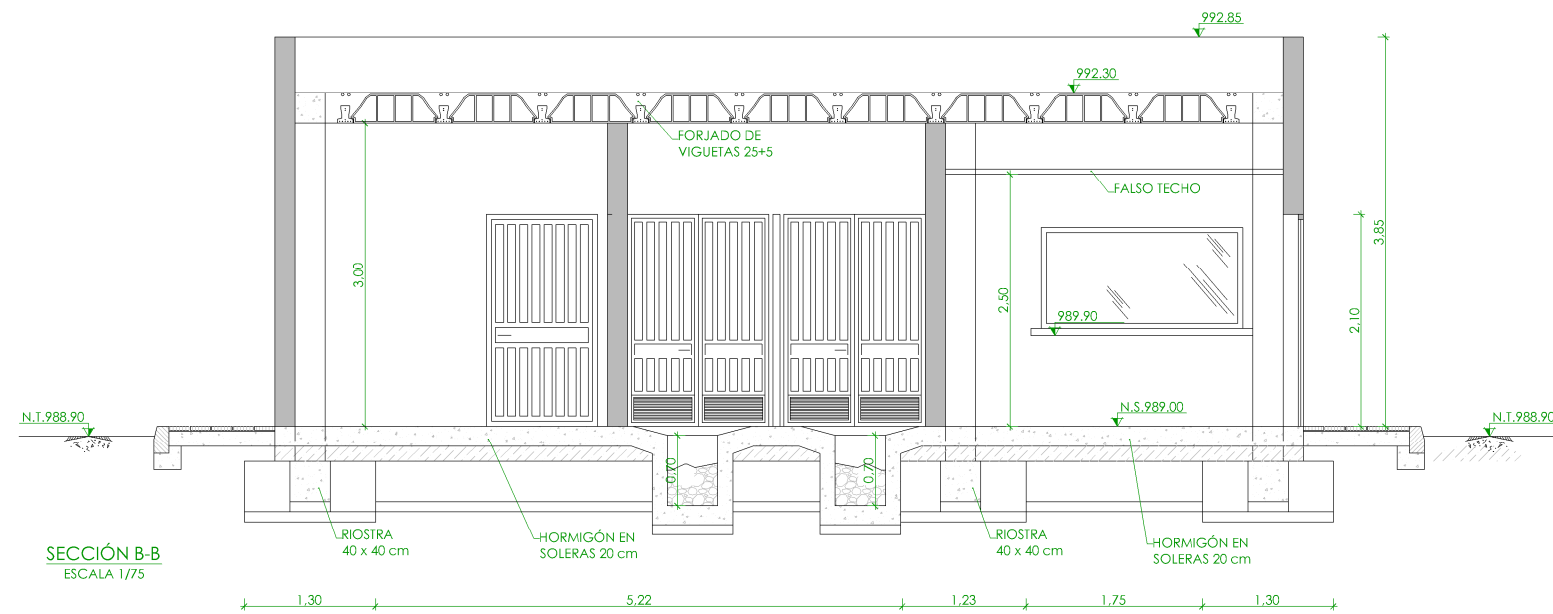 992.85
992.30
FORJADO DE
VIGUETAS 25+5
FALSO TECHO
3,00
2,50
3,85
2,10
989.90
N.T.988.90
N.S.989.00
N.T.988.90
0,70
0,70
RIOSTRA
40 x 40 cm
HORMIGÓN EN
SOLERAS 20 cm
RIOSTRA
40 x 40 cm
HORMIGÓN EN
SOLERAS 20 cm
SECCIÓN B-B
ESCALA 1/75
1,30
5,22
1,23
1,75
1,30